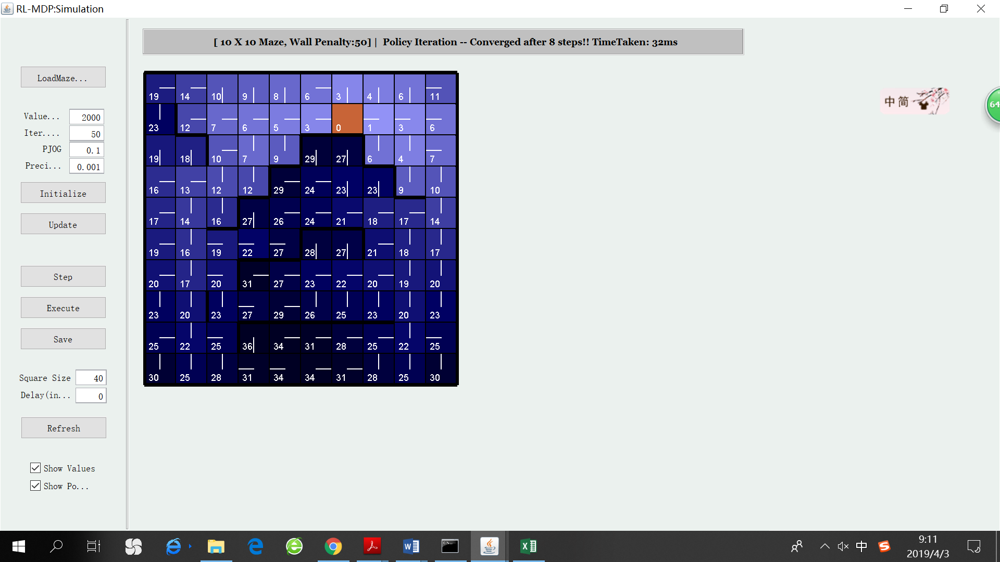 RL-MDP:Simulation
[ 10 X 10 Maze, Wall Penalty:50] | Policy Iteration -- Converged after 8 steps!! TimeTaken: 32ms
LoadMaze...
Value... 2000
Iter.... 50
PJOG 0.1
Preci... 0.001
Initialize
Update
Step
Execute
Save
Square Size 40
Delay(in... 0
Refresh
Show Values
Show Po...
19 14 10 9 8 6 3 4 6 11
23 12 7 6 5 3 0 1 3 6
19 18 10 7 9 29 27 6 4 7
16 13 12 12 29 24 23 23 9 10
17 14 16 27 26 24 21 18 17 14
19 16 19 22 27 28 27 21 18 17
20 17 20 31 27 23 22 20 19 20
23 20 23 27 29 26 25 23 20 23
25 22 25 36 34 31 28 25 22 25
30 25 28 31 34 34 31 28 25 30
中 简
64
中
9:11
2019/4/3